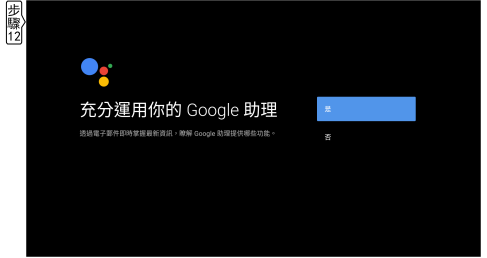 步驟12
充分運用你的 Google 助理
透過電子郵件即時掌握最新資訊，瞭解 Google 助理提供哪些功能。
是
否